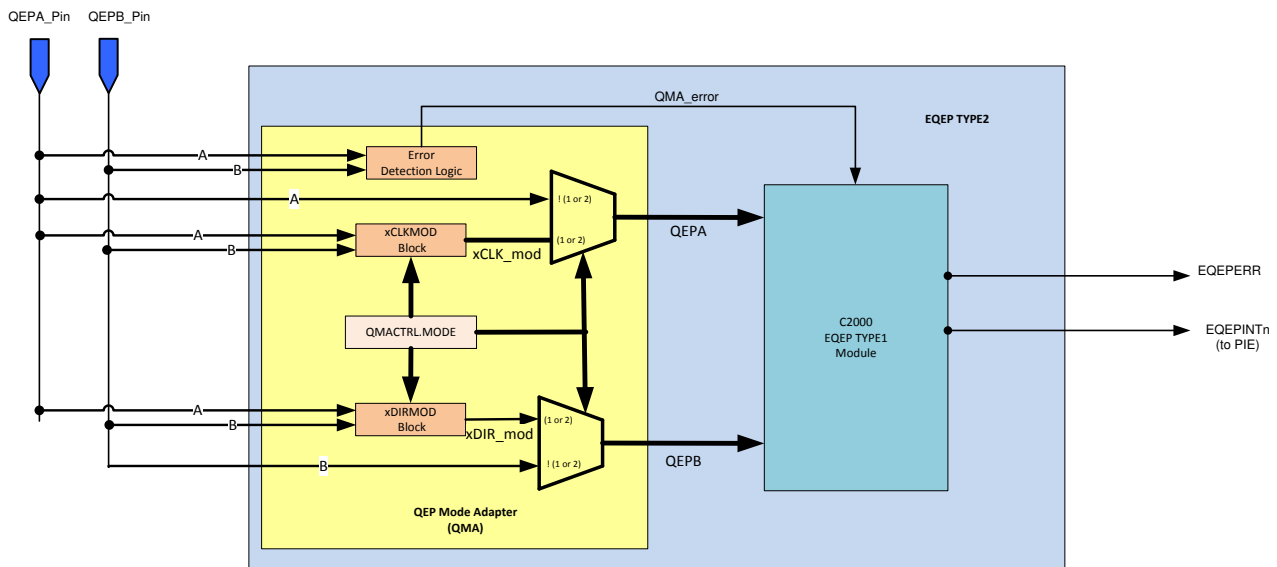 QEPA_Pin
QEPB_Pin
QMA_error
EQEP TYPE2
A
B
Error
Detection Logic
A
! (1 or 2)
A
B
xCLKMOD
Block
xCLK_mod
(1 or 2)
QEPA
QMACTRL.MODE
C2000
EQEP TYPE1
Module
EQEPERR
EQEPINTn
(to PIE)
A
B
xDIRMOD
Block
xDIR_mod
(1 or 2)
QEPB
B
! (1 or 2)
QEP Mode Adapter
(QMA)